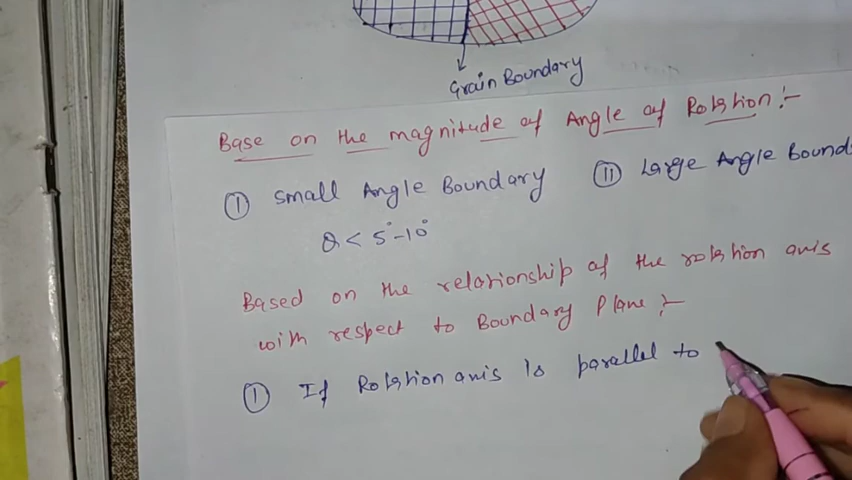 Grain Boundary
Base on the magnitude of Angle of Rotation :-
(I) Small Angle Boundary (II) Large Angle Bound
θ < 5°-10°
Based on the relationship of the rotation axis
with respect to Boundary Plane :-
(I) If Rotation axis is parallel to